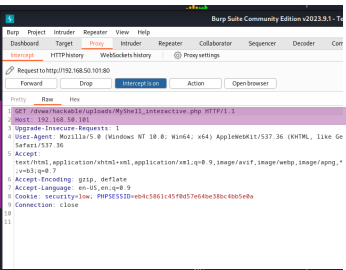 Burp Suite Community Edition v2023.9.1 - Te
Burp Project Intruder Repeater View Help
Dashboard Target Proxy Intruder Repeater Collaborator Sequencer Decoder Com
Intercept HTTP history WebSockets history Proxy settings
Request to http://192.168.50.101:80
Forward Drop Intercept is on Action Open browser
Pretty Raw Hex
1 GET /dvwa/hackable/uploads/MyShell_interactive.php HTTP/1.1
2 Host: 192.168.50.101
3 Upgrade-Insecure-Requests: 1
4 User-Agent: Mozilla/5.0 (Windows NT 10.0; Win64; x64) AppleWebKit/537.36 (KHTML, like Ge
Safari/537.36
5 Accept:
text/html,application/xhtml+xml,application/xml;q=0.9,image/avif,image/webp,image/apng,*
;v=b3;q=0.7
6 Accept-Encoding: gzip, deflate
7 Accept-Language: en-US,en;q=0.9
8 Cookie: security=low; PHPSESSID=eb4c5861c45f0d57e64be38bc4bb5e0a
9 Connection: close
10
11